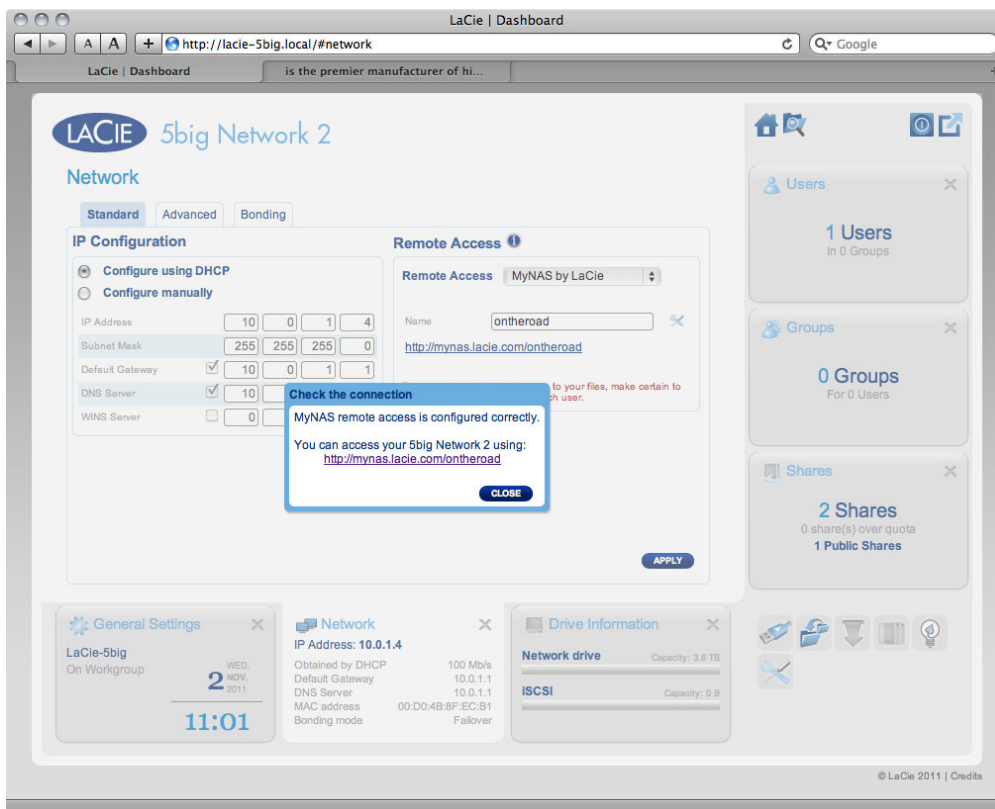 LaCie | Dashboard
A A + http://lacie-5big.local/#network Google
LaCie | Dashboard
is the premier manufacturer of hi...
LACIE 5big Network 2
Network
Standard Advanced Bonding
IP Configuration
Configure using DHCP
Configure manually
IP Address 10 0 1 4
Subnet Mask 255 255 255 0
Default Gateway 10 0 1 1
DNS Server 10
WINS Server 0
Remote Access
Remote Access MyNAS by LaCie
Name ontheroad
http://mynas.lacie.com/ontheroad
to your files, make certain to
user.
Check the connection
MyNAS remote access is configured correctly.
You can access your 5big Network 2 using:
http://mynas.lacie.com/ontheroad
CLOSE
APPLY
Users
1 Users
In 0 Groups
Groups
0 Groups
For 0 Users
Shares
2 Shares
0 share(s) over quota
1 Public Shares
General Settings
LaCie-5big
On Workgroup
WED.
2 NOV.
2011
11:01
Network
IP Address: 10.0.1.4
Obtained by DHCP 100 Mb/s
Default Gateway 10.0.1.1
DNS Server 10.0.1.1
MAC address 00:D0:4B:8F:EC:B1
Bonding mode Failover
Drive Information
Network drive Capacity: 3.6 TB
iSCSI Capacity: 0 B
© LaCie 2011 | Credits